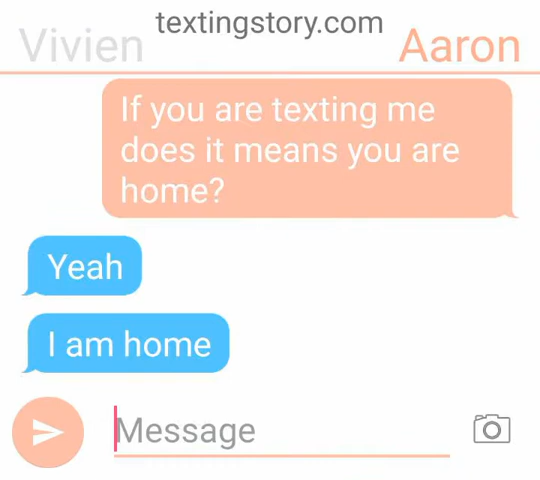 textingstory.com
Vivien
Aaron
If you are texting me
does it means you are
home?
Yeah
I am home
Message